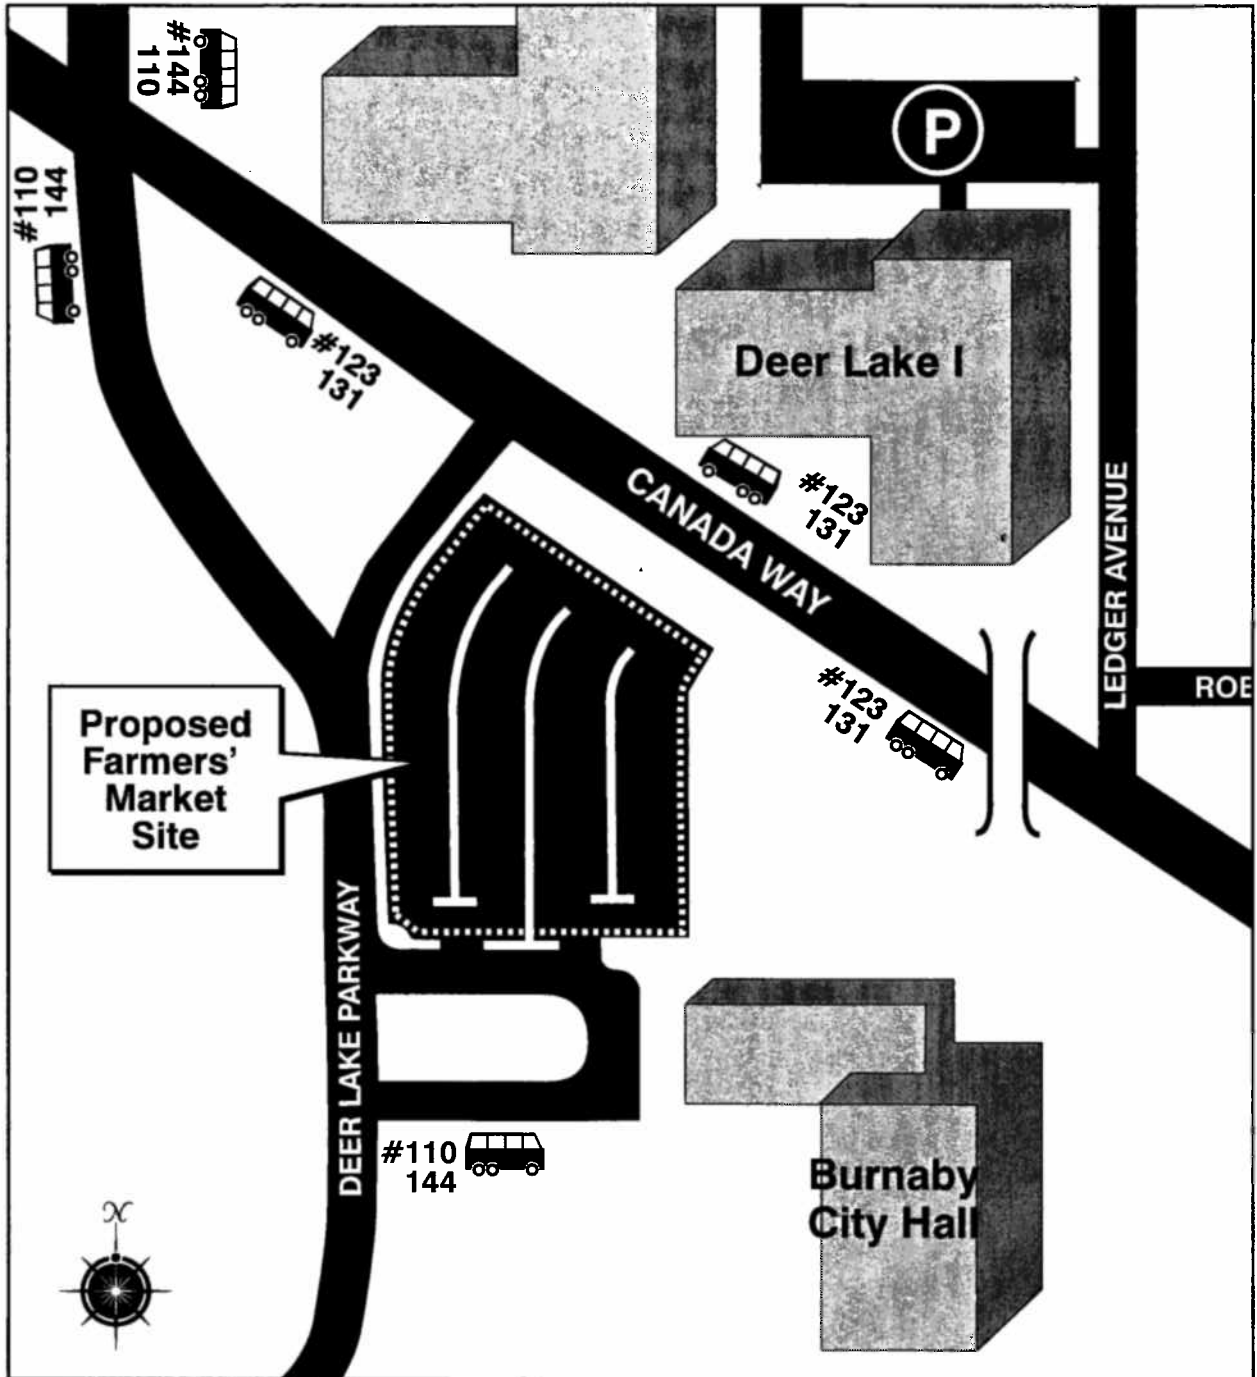 #144
110
#110
144
P
Deer Lake I
#123
131
CANADA WAY
#123
131
LEDGER AVENUE
ROE
#123
131
Proposed
Farmers'
Market
Site
DEER LAKE PARKWAY
#110
144
Burnaby
City Hall
N